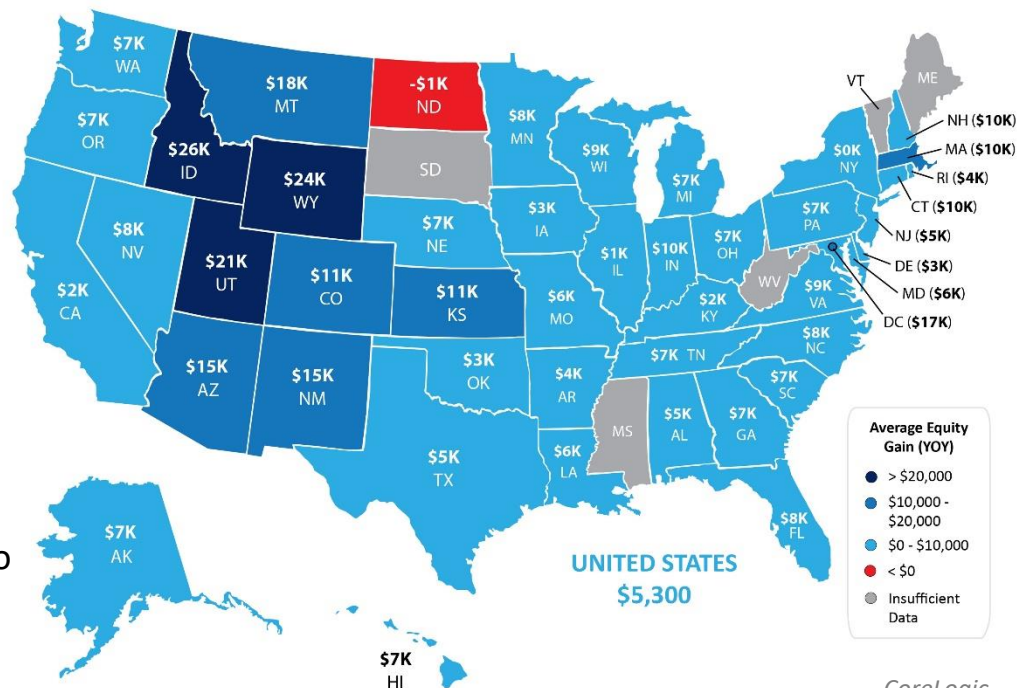 $7K
WA
$7K
OR
$26K
ID
$18K
MT
-$1K
ND
SD
$8K
MN
$9K
WI
$7K
MI
$24K
WY
$8K
NV
$2K
CA
$21K
UT
$11K
CO
$7K
NE
$11K
KS
$3K
IA
$1K
IL
$10K
IN
$7K
OH
$6K
MO
$2K
KY
WV
$9K
VA
$7K
PA
$0K
NY
VT
ME
NH ($10K)
MA ($10K)
RI ($4K)
CT ($10K)
NJ ($5K)
DE ($3K)
MD ($6K)
DC ($17K)
$15K
AZ
$15K
NM
$3K
OK
$4K
AR
$7K TN
$8K
NC
$7K
SC
$5K
TX
$6K
LA
MS
$5K
AL
$7K
GA
$8K
FL
$7K
AK
$7K
HI
UNITED STATES
$5,300
Average Equity
Gain (YOY)
> $20,000
$10,000 -
$20,000
$0 - $10,000
< $0
Insufficient
Data
CoreLogic